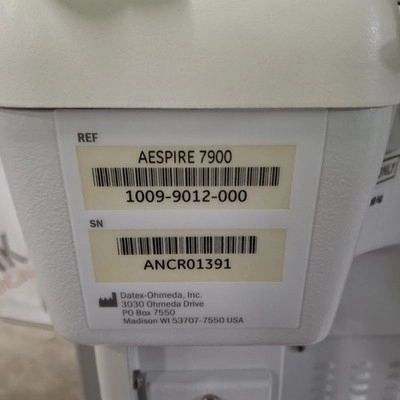 REF
AESPIRE 7900
1009-9012-000
SN
ANCR01391
Datex-Ohmeda, Inc.
3030 Ohmeda Drive
PO Box 7550
Madison WI 53707-7550 USA